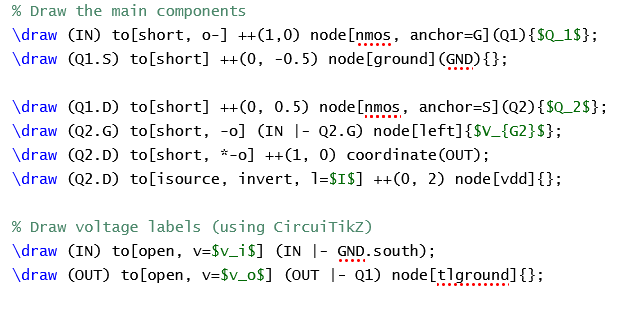 % Draw the main components
\draw (IN) to[short, o-] ++(1,0) node[nmos, anchor=G](Q1){$Q_1$};
\draw (Q1.S) to[short] ++(0, -0.5) node[ground](GND){};
\draw (Q1.D) to[short] ++(0, 0.5) node[nmos, anchor=S](Q2){$Q_2$};
\draw (Q2.G) to[short, -o] (IN |- Q2.G) node[left]{$V_{G2}$};
\draw (Q2.D) to[short, *-o] ++(1, 0) coordinate(OUT);
\draw (Q2.D) to[isource, invert, l=$I$] ++(0, 2) node[vdd]{};
% Draw voltage labels (using CircuiTikZ)
\draw (IN) to[open, v=$v_i$] (IN |- GND.south);
\draw (OUT) to[open, v=$v_o$] (OUT |- Q1) node[tlground]{};